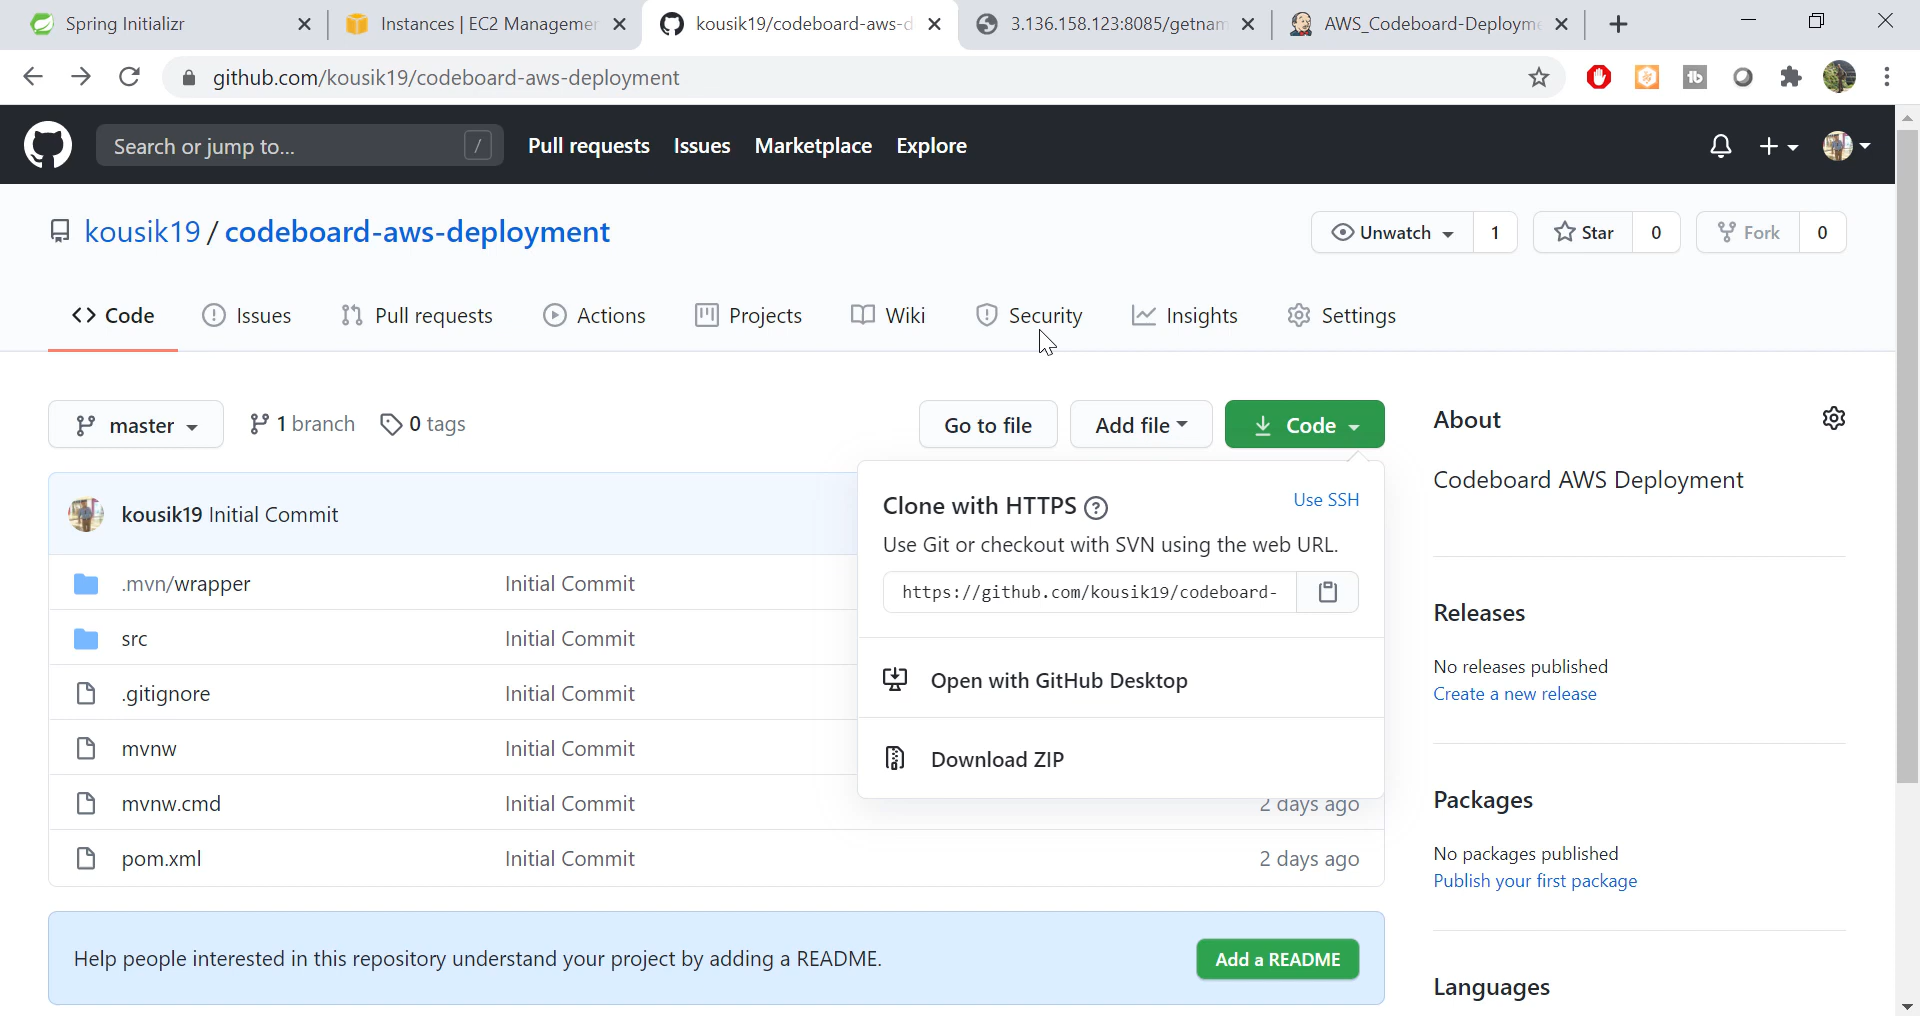 Spring Initializr
Instances | EC2 Managemen
kousik19/codeboard-aws-d
3.136.158.123:8085/getnam
AWS_Codeboard-Deployme
github.com/kousik19/codeboard-aws-deployment
Search or jump to...
/
Pull requests
Issues
Marketplace
Explore
kousik19 / codeboard-aws-deployment
Unwatch
1
Star
0
Fork
0
Code
Issues
Pull requests
Actions
Projects
Wiki
Security
Insights
Settings
master
1 branch
0 tags
Go to file
Add file
Code
kousik19 Initial Commit
.mvn/wrapper
Initial Commit
src
Initial Commit
.gitignore
Initial Commit
mvnw
Initial Commit
mvnw.cmd
Initial Commit
2 days ago
pom.xml
Initial Commit
2 days ago
Clone with HTTPS
Use SSH
Use Git or checkout with SVN using the web URL.
https://github.com/kousik19/codeboard-
Open with GitHub Desktop
Download ZIP
Help people interested in this repository understand your project by adding a README.
Add a README
About
Codeboard AWS Deployment
Releases
No releases published
Create a new release
Packages
No packages published
Publish your first package
Languages